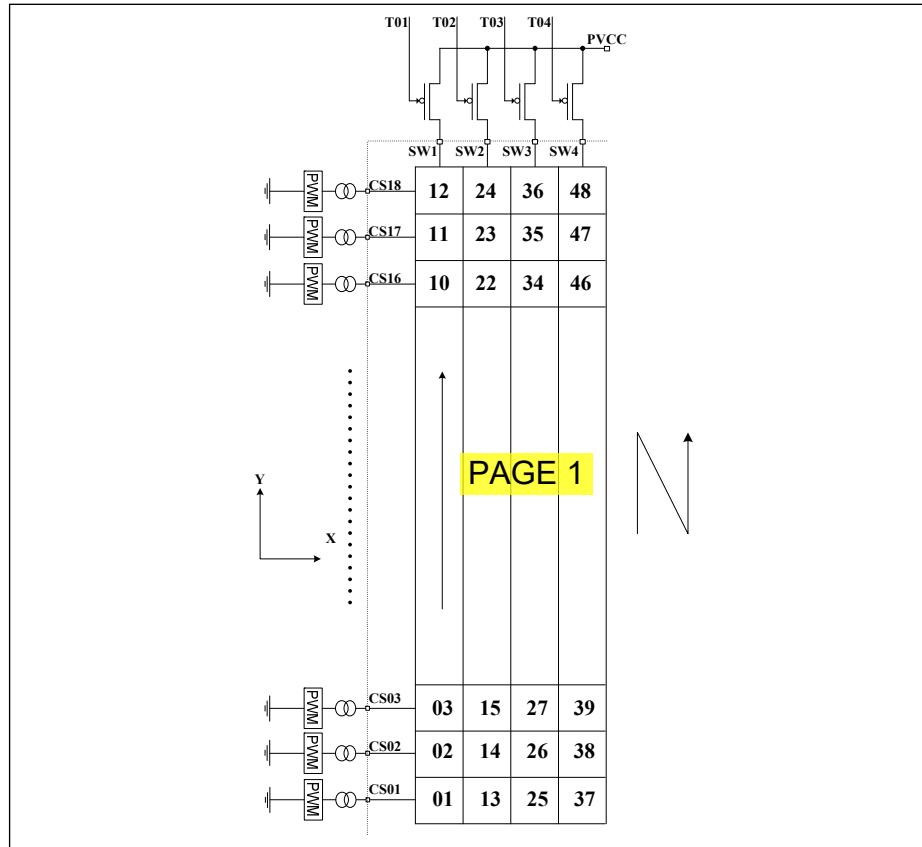 T01 T02 T03 T04
PVCC
SW1 SW2 SW3 SW4
PWM CS18 12 24 36 48
PWM CS17 11 23 35 47
PWM CS16 10 22 34 46
PAGE 1
Y
X
PWM CS03 03 15 27 39
PWM CS02 02 14 26 38
PWM CS01 01 13 25 37